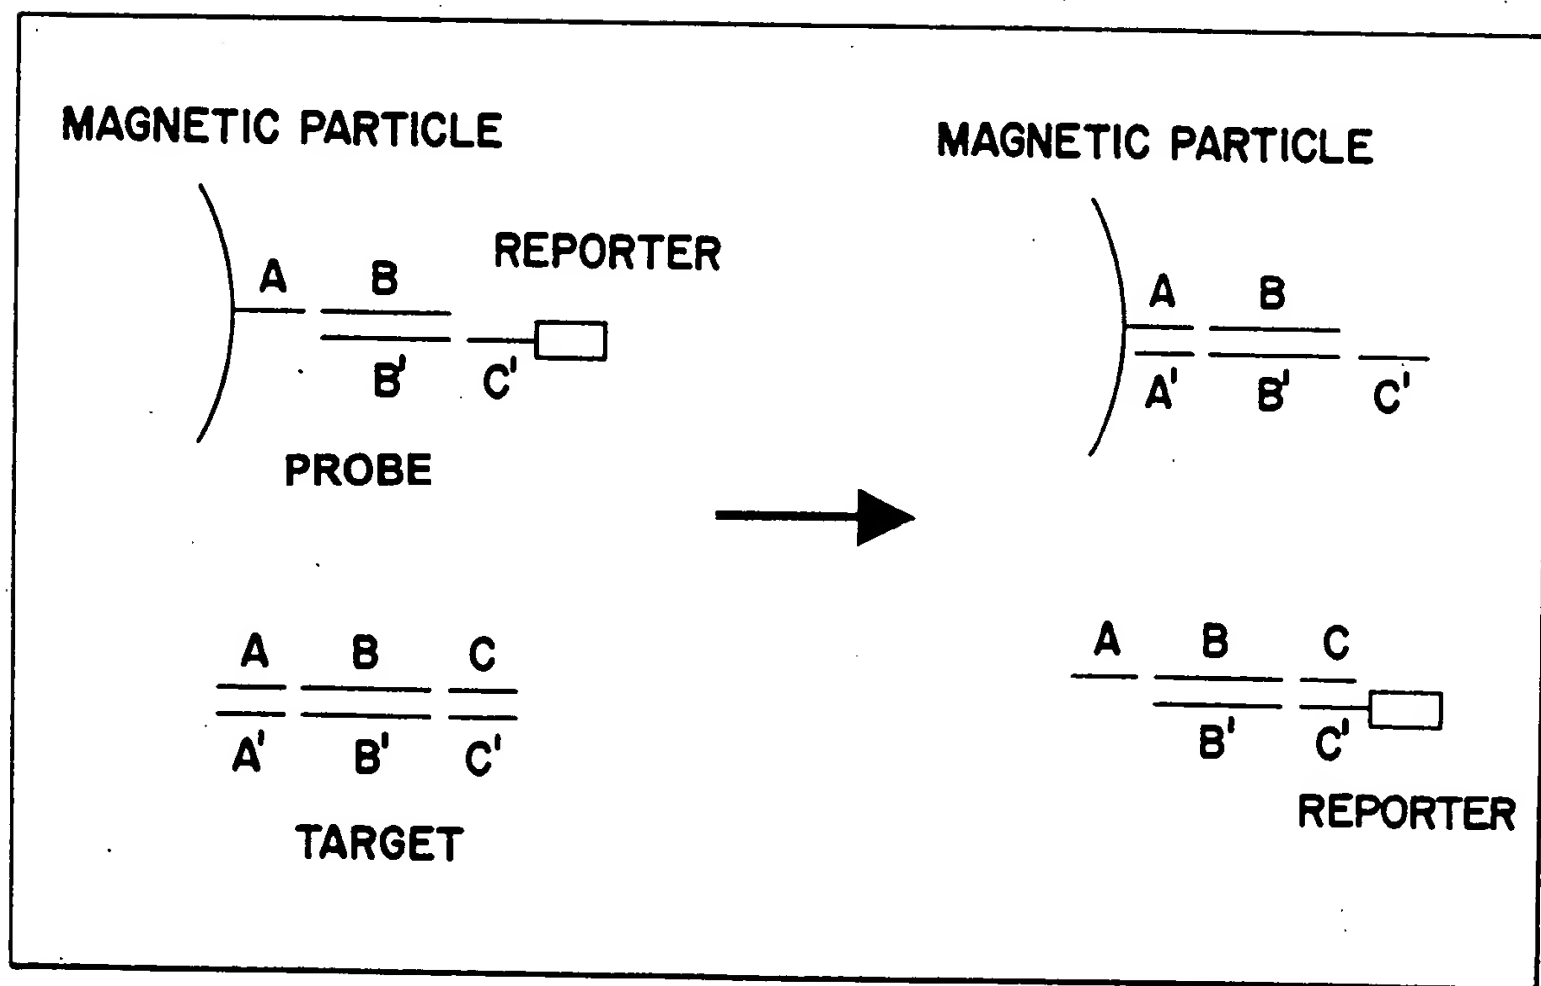 MAGNETIC PARTICLE
A B REPORTER
B' C'
PROBE
A B C
A' B' C'
TARGET
MAGNETIC PARTICLE
A B
A' B' C'
A B C
B' C'
REPORTER